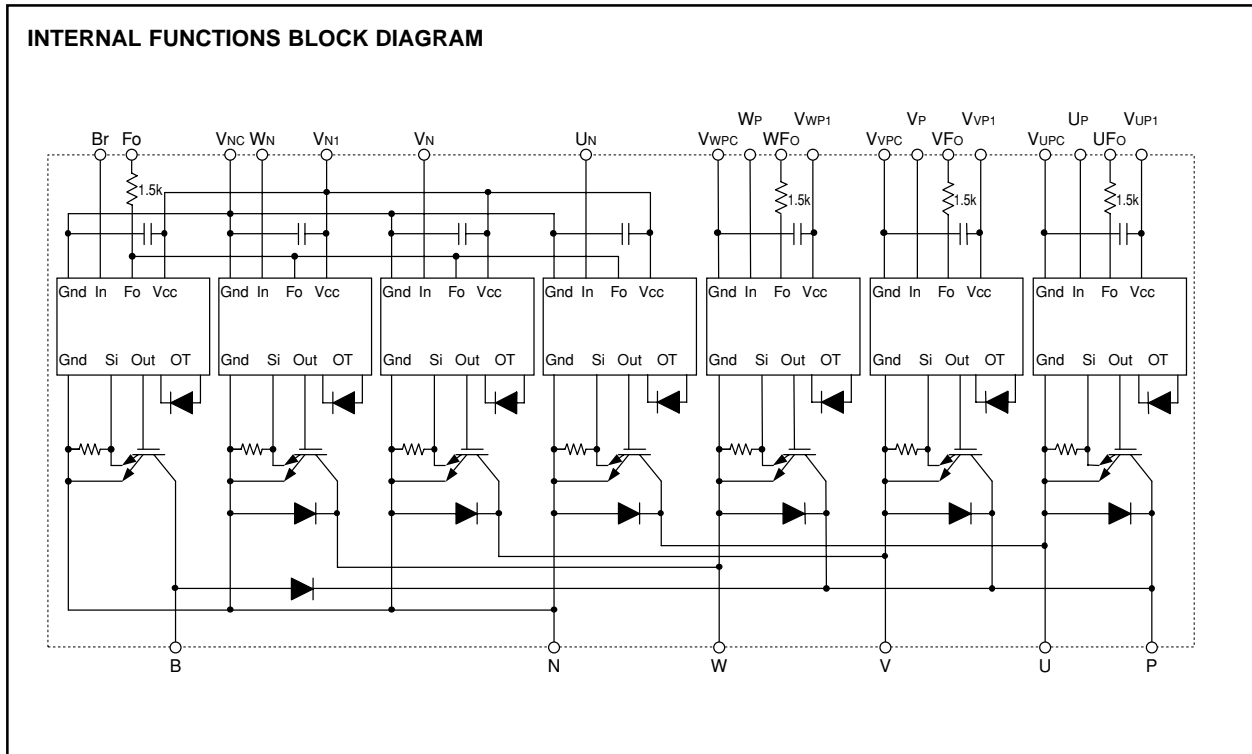 INTERNAL FUNCTIONS BLOCK DIAGRAM
WP VWP1 VP VVP1 UP VUP1
Br Fo VNC WN VN1 VN UN VWPC WFO VVPC VFO VUPC UFO
1.5k 1.5k 1.5k 1.5k
Gnd In Fo Vcc Gnd In Fo Vcc Gnd In Fo Vcc Gnd In Fo Vcc Gnd In Fo Vcc Gnd In Fo Vcc Gnd In Fo Vcc
Gnd Si Out OT Gnd Si Out OT Gnd Si Out OT Gnd Si Out OT Gnd Si Out OT Gnd Si Out OT Gnd Si Out OT
B N W V U P